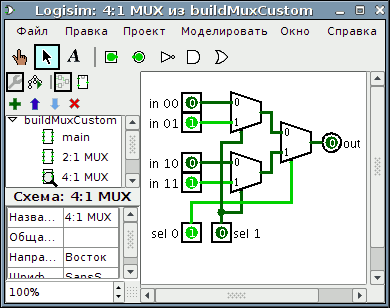 Logisim: 4:1 MUX из buildMuxCustom
Файл Правка Проект Моделировать Окно Справка
A
buildMuxCustom
main
2:1 MUX
4:1 MUX
Схема: 4:1 MUX
Назва... 4:1 MUX
Обща...
Напра... Восток
Шриф... SansS...
100%
in 00 0 0
in 01 1 1
in 10 0 0
in 11 1 1
0
1
0 out
sel 0 1
0 sel 1